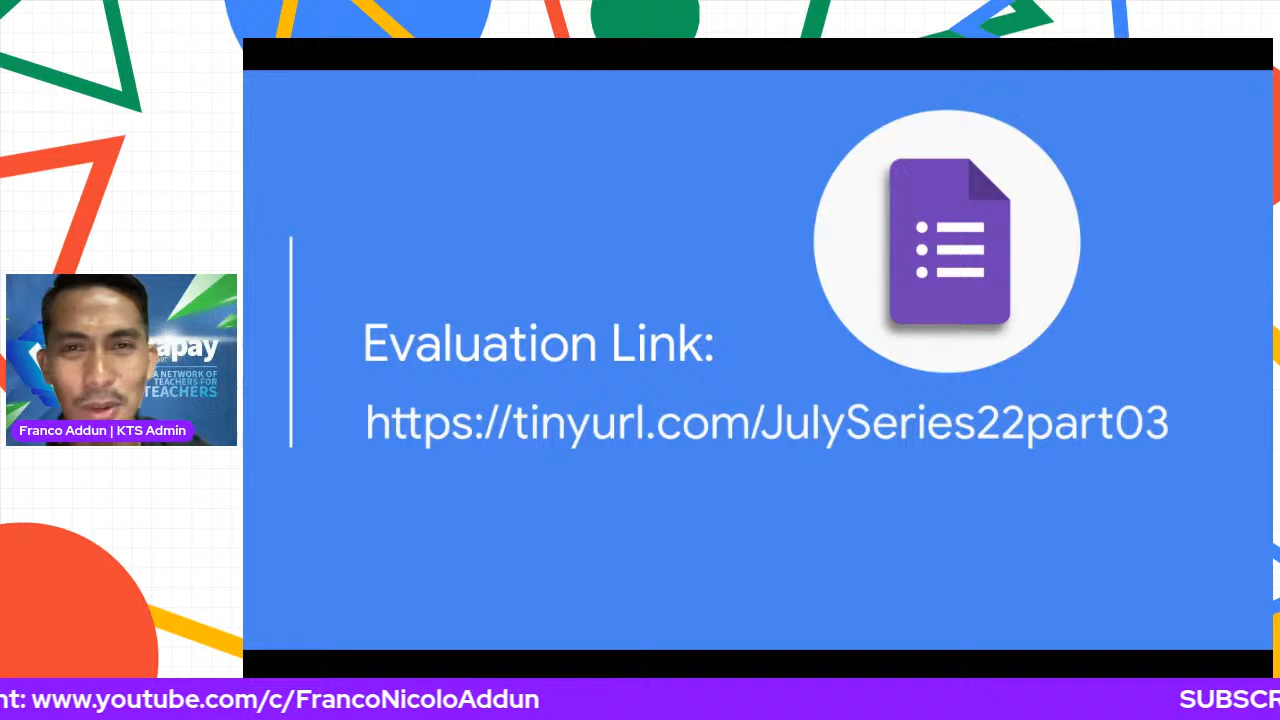 Evaluation Link:
https://tinyurl.com/JulySeries22part03
apay
A NETWORK OF
TEACHERS FOR
TEACHERS
Franco Addun | KTS Admin
nt: www.youtube.com/c/FrancoNicoloAddun
SUBSCR